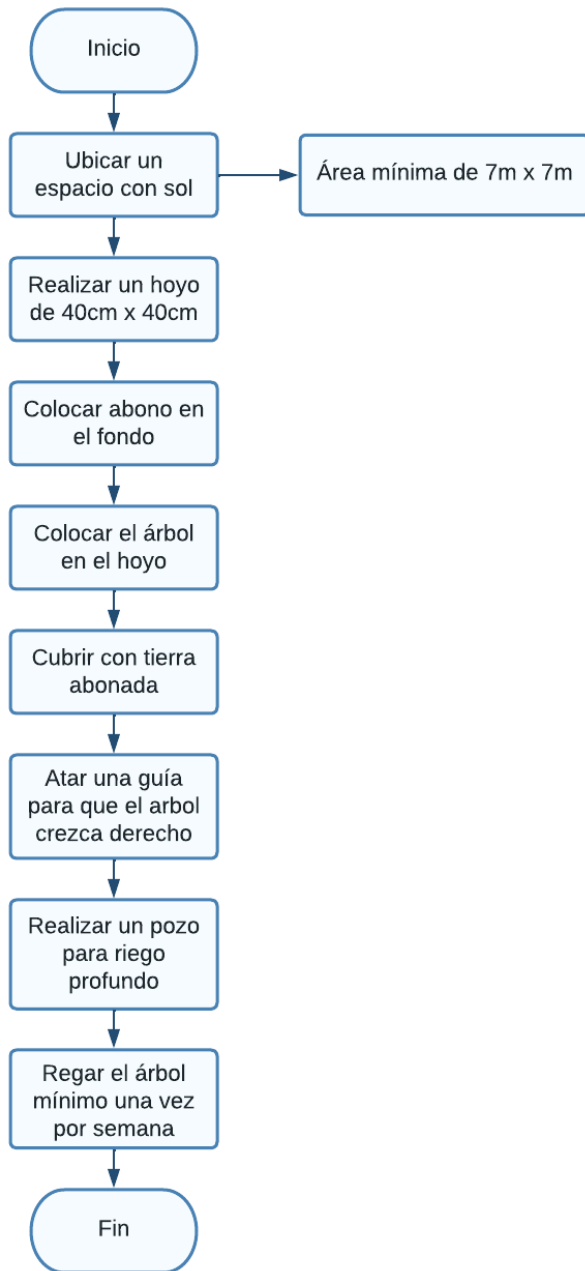 Inicio
Ubicar un
espacio con sol
Área mínima de 7m x 7m
Realizar un hoyo
de 40cm x 40cm
Colocar abono en
el fondo
Colocar el árbol
en el hoyo
Cubrir con tierra
abonada
Atar una guía
para que el arbol
crezca derecho
Realizar un pozo
para riego
profundo
Regar el árbol
mínimo una vez
por semana
Fin